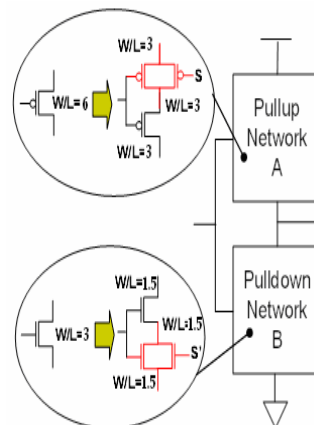 W/L=3
S
W/L=6
W/L=3
W/L=3
Pullup
Network
A
W/L=1.5
W/L=3
W/L=1.5
S'
W/L=1.5
Pulldown
Network
B